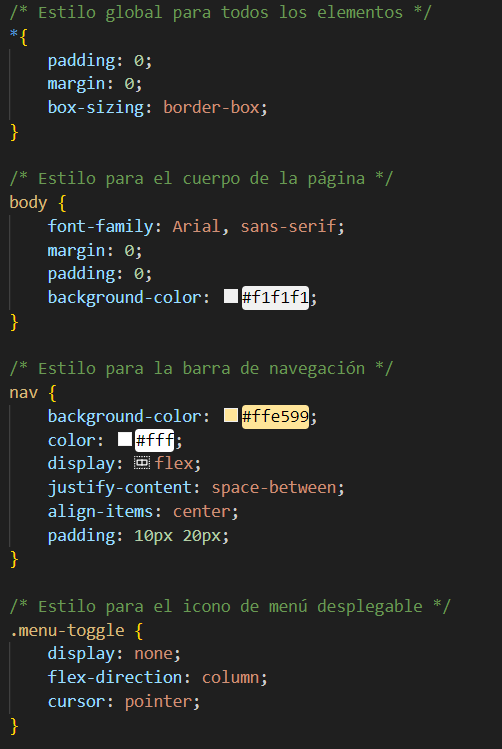 /* Estilo global para todos los elementos */
*{
padding: 0;
margin: 0;
box-sizing: border-box;
}
/* Estilo para el cuerpo de la página */
body {
font-family: Arial, sans-serif;
margin: 0;
padding: 0;
background-color: #f1f1f1;
}
/* Estilo para la barra de navegación */
nav {
background-color: #ffe599;
color: #fff;
display: flex;
justify-content: space-between;
align-items: center;
padding: 10px 20px;
}
/* Estilo para el icono de menú desplegable */
.menu-toggle {
display: none;
flex-direction: column;
cursor: pointer;
}